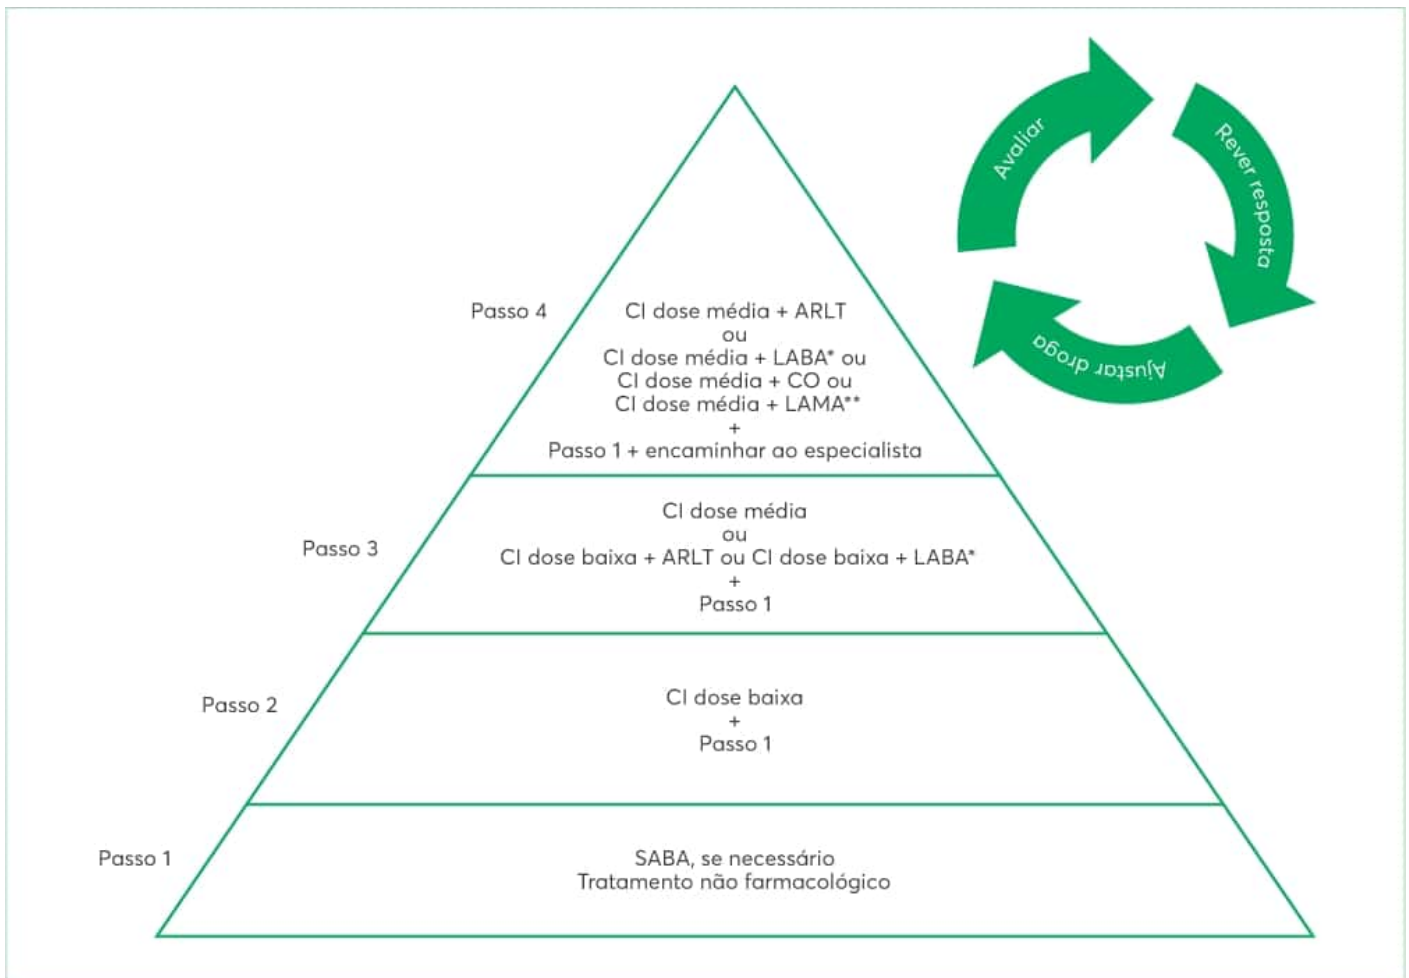 Avaliar
Rever resposta
Ajustar droga
Passo 4
CI dose média + ARLT
ou
CI dose média + LABA* ou
CI dose média + CO ou
CI dose média + LAMA**
+
Passo 1 + encaminhar ao especialista
Passo 3
CI dose média
ou
CI dose baixa + ARLT ou CI dose baixa + LABA*
+
Passo 1
Passo 2
CI dose baixa
+
Passo 1
Passo 1
SABA, se necessário
Tratamento não farmacológico